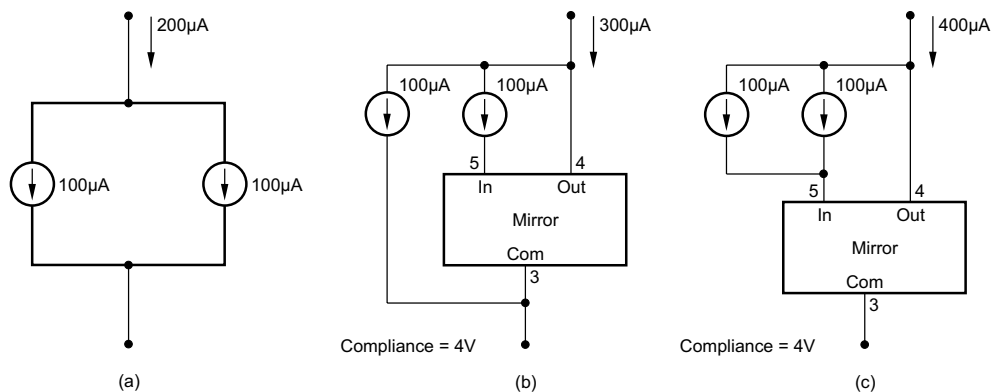 200µA
100µA
100µA
(a)
300µA
100µA
100µA
5
4
In
Out
Mirror
Com
3
Compliance = 4V
(b)
400µA
100µA
100µA
5
4
In
Out
Mirror
Com
3
Compliance = 4V
(c)